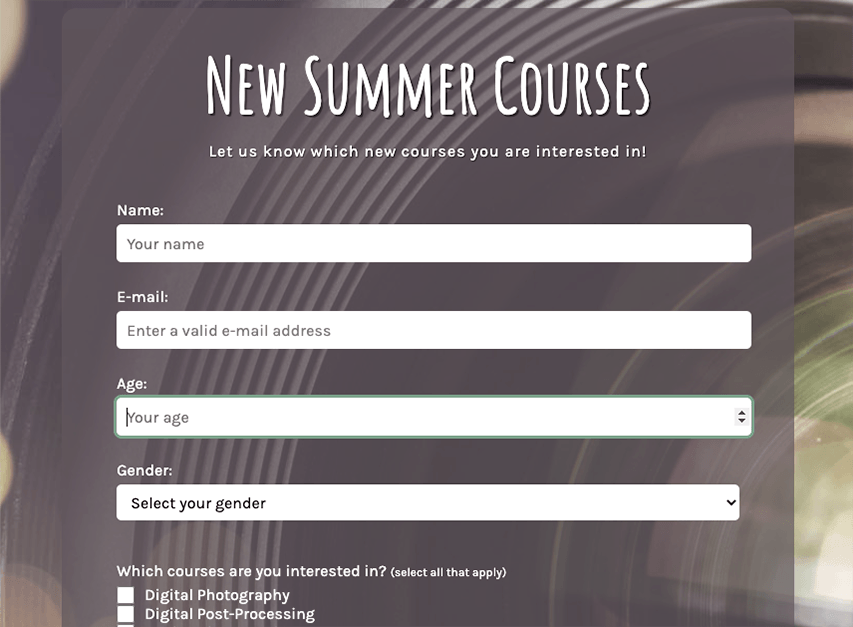 New Summer Courses
Let us know which new courses you are interested in!
Name:
Your name
E-mail:
Enter a valid e-mail address
Age:
Your age
Gender:
Select your gender
Which courses are you interested in? (select all that apply)
Digital Photography
Digital Post-Processing